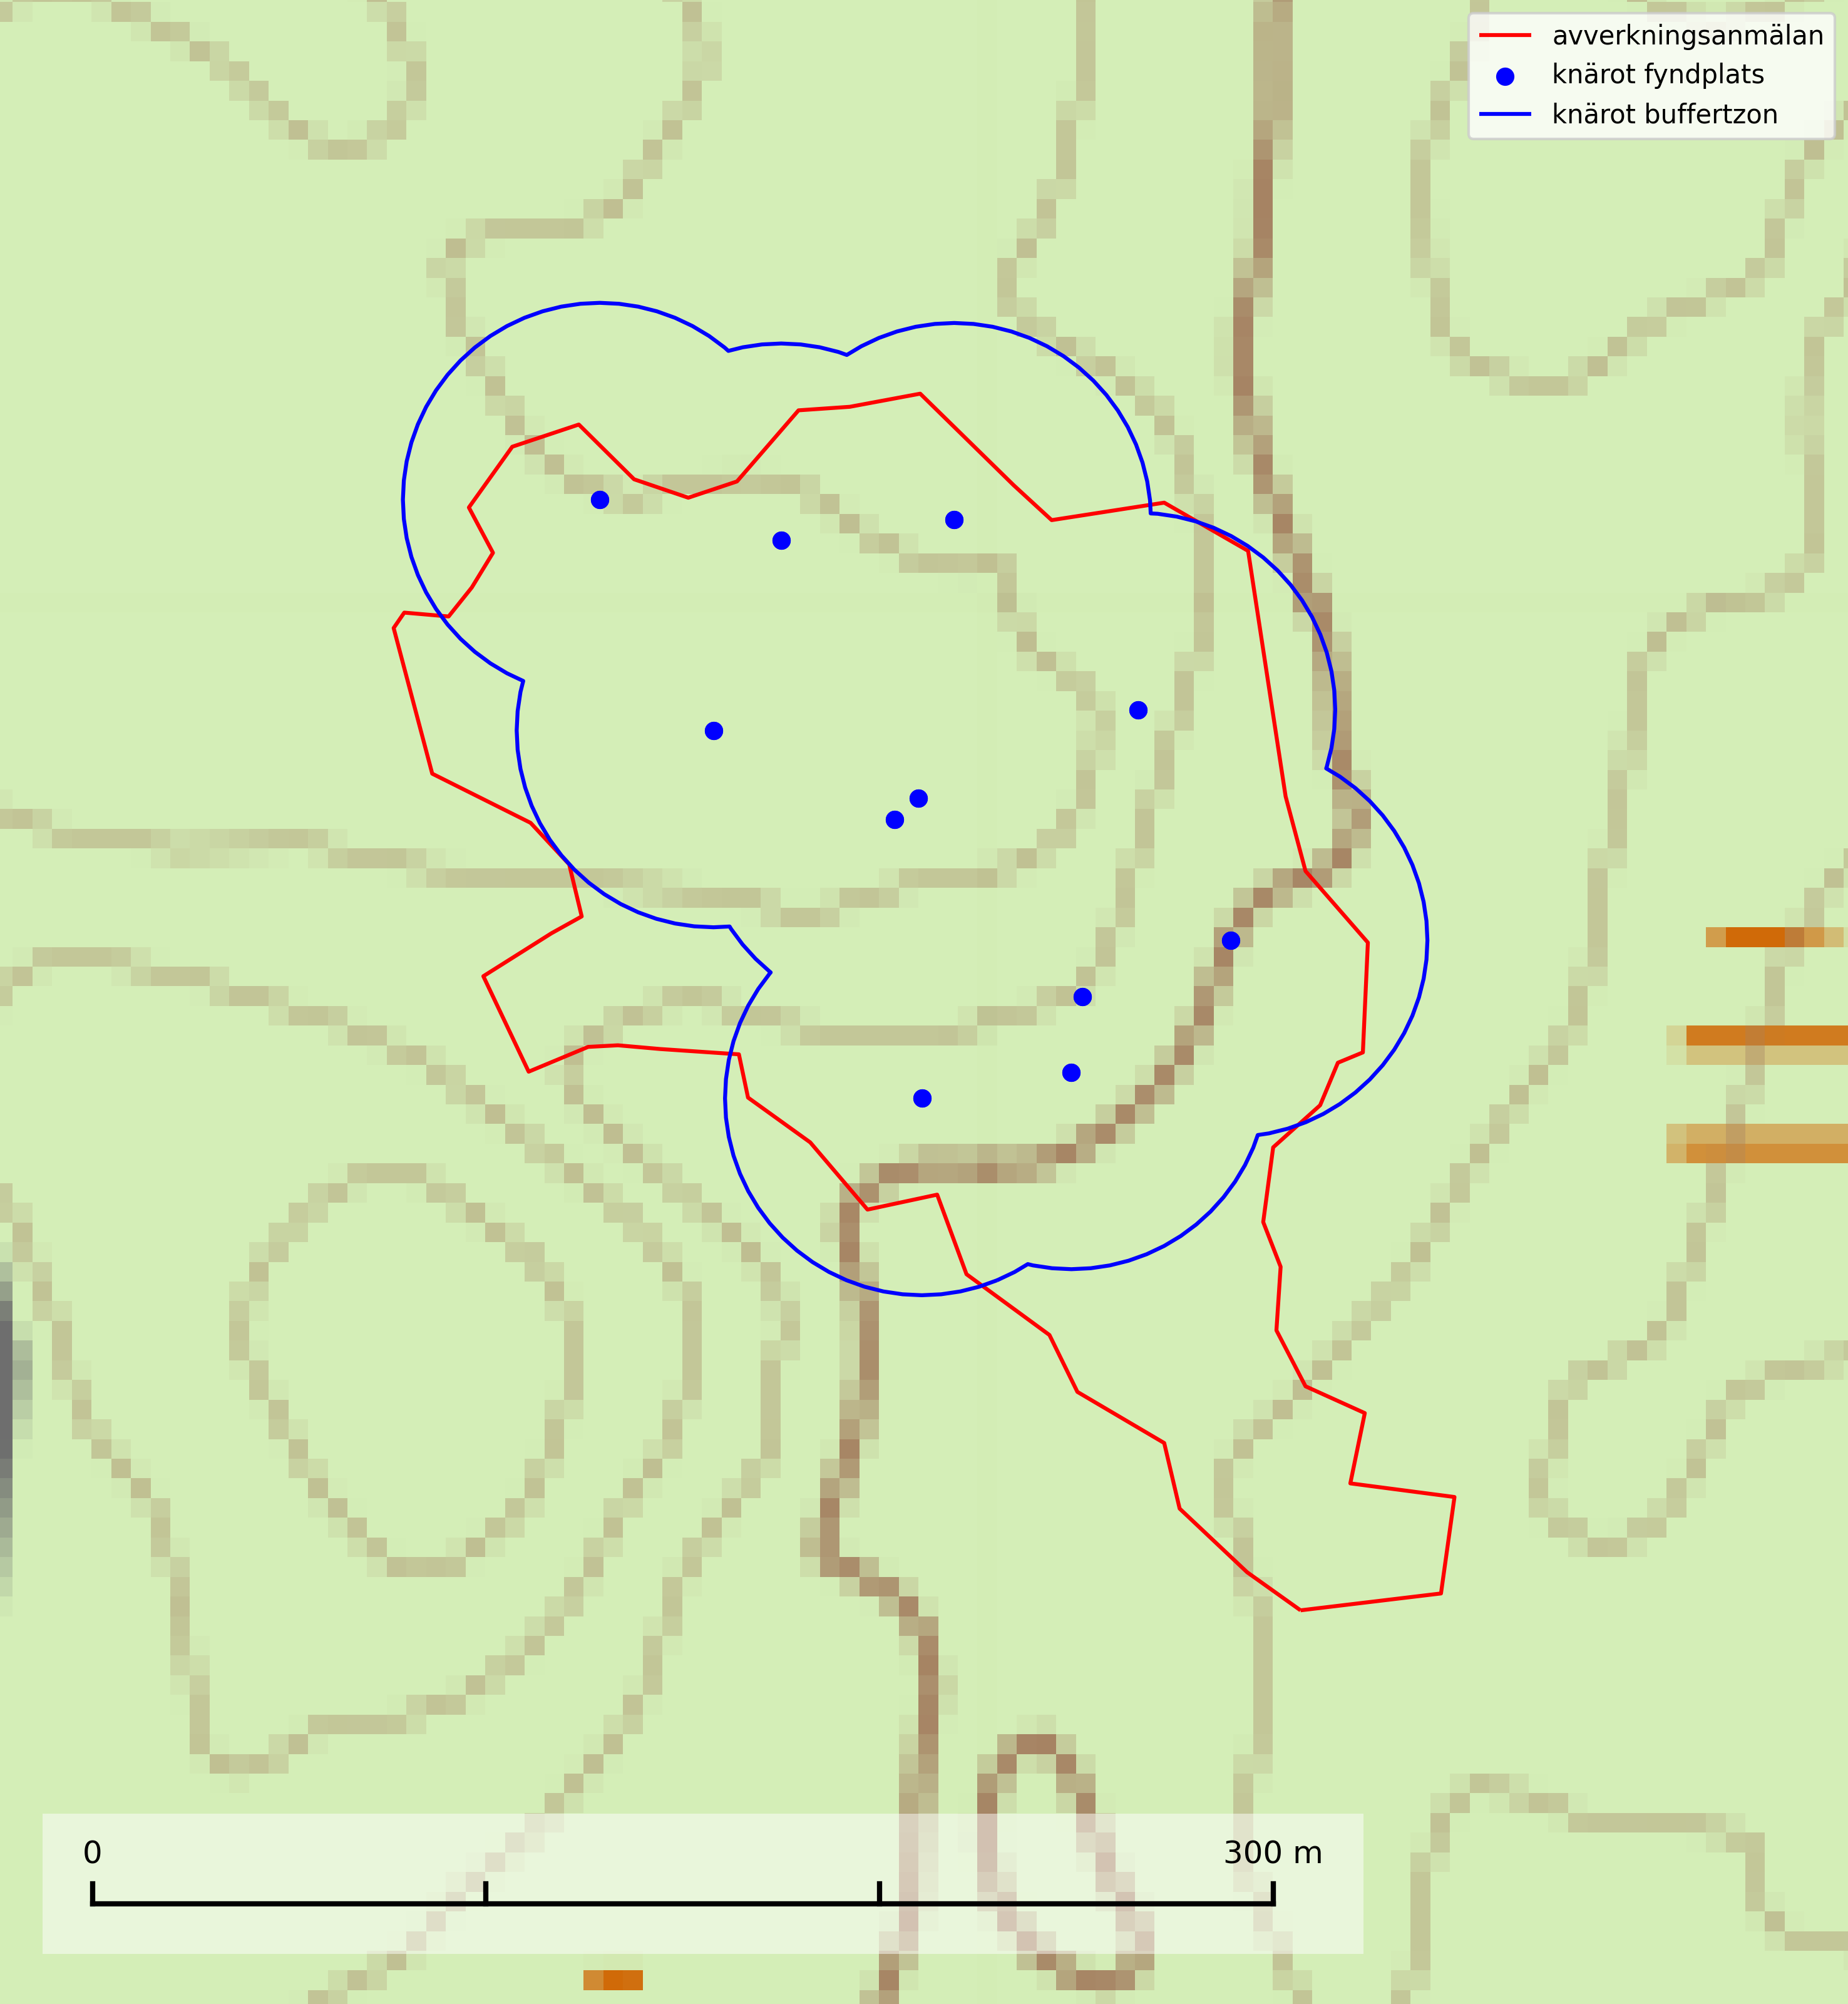 avverkningsanmälan
knärot fyndplats
knärot buffertzon
0 300 m